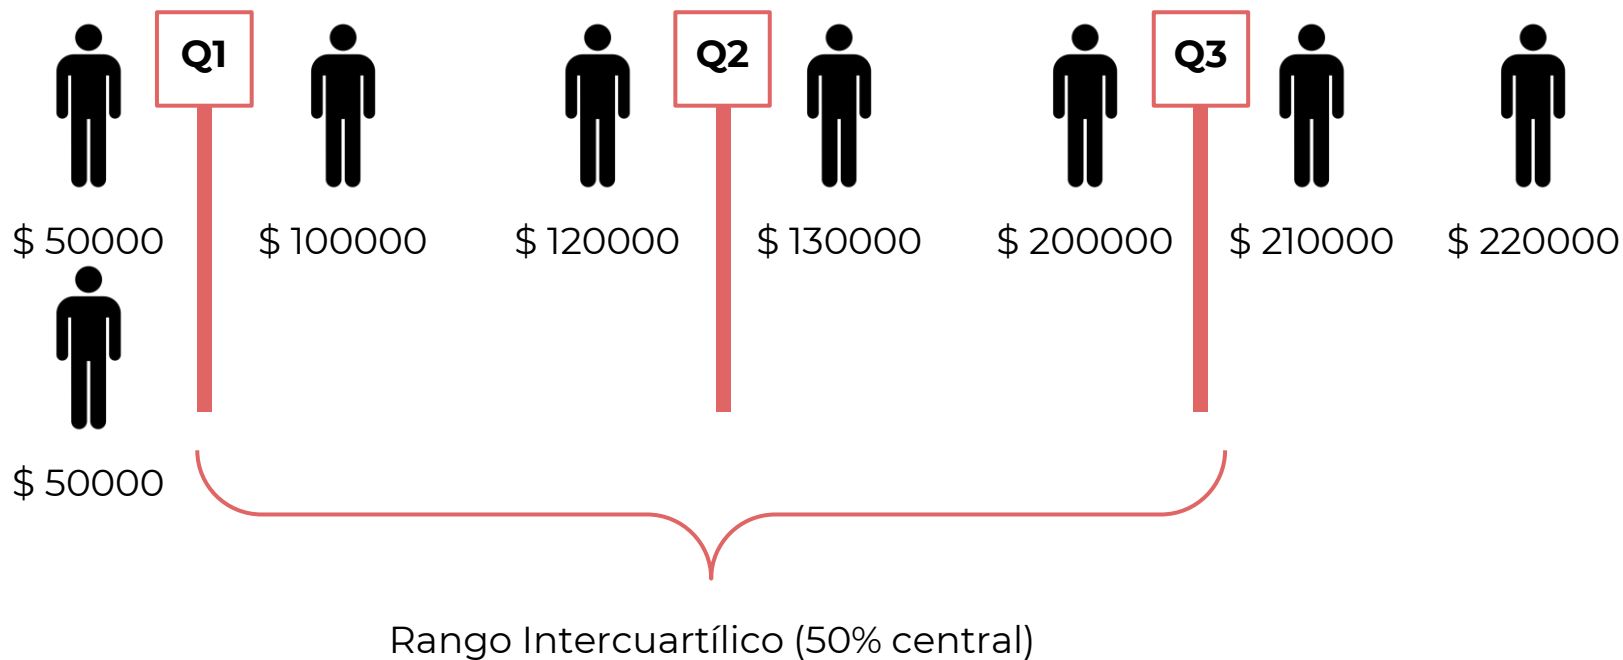 Q1 Q2 Q3
$ 50000 $ 100000 $ 120000 $ 130000 $ 200000 $ 210000 $ 220000
$ 50000
Rango Intercuartílico (50% central)